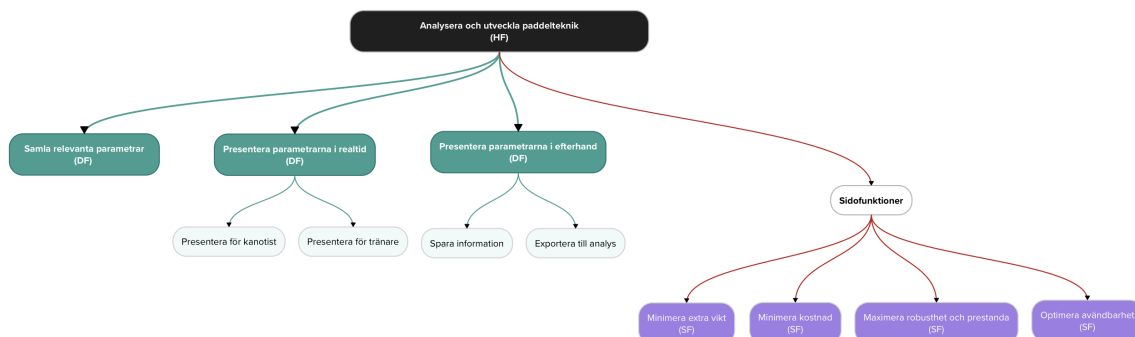 Analysera och utveckla paddelteknik
(HF)
Samla relevanta parametrar
(DF)
Presentera parametrarna i realtid
(DF)
Presentera parametrarna i efterhand
(DF)
Presentera för kanotist
Presentera för tränare
Spara information
Exportera till analys
Sidofunktioner
Minimera extra vikt
(SF)
Minimera kostnad
(SF)
Maximera robusthet och prestanda
(SF)
Optimera avändbarhet
(SF)